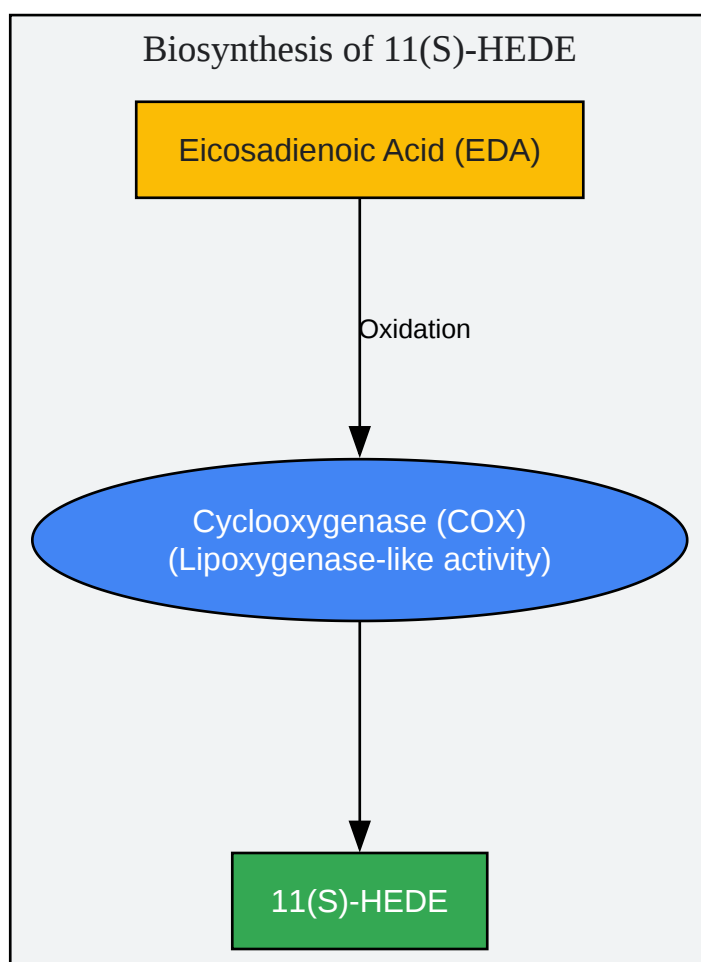 Biosynthesis of 11(S)-HEDE
Eicosadienoic Acid (EDA)
Oxidation
Cyclooxygenase (COX)
(Lipoxygenase-like activity)
11(S)-HEDE